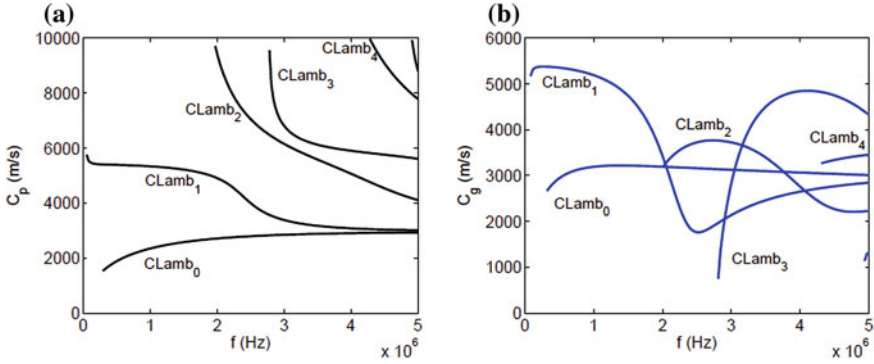 (a)
10000
8000
6000
4000
2000
0
C_p (m/s)
CLamb_4
CLamb_3
CLamb_2
CLamb_1
CLamb_0
0 1 2 3 4 5
f (Hz)
x 10^6
(b)
6000
5000
4000
3000
2000
1000
0
C_g (m/s)
CLamb_1
CLamb_2
CLamb_4
CLamb_0
CLamb_3
0 1 2 3 4 5
f (Hz)
x 10^6